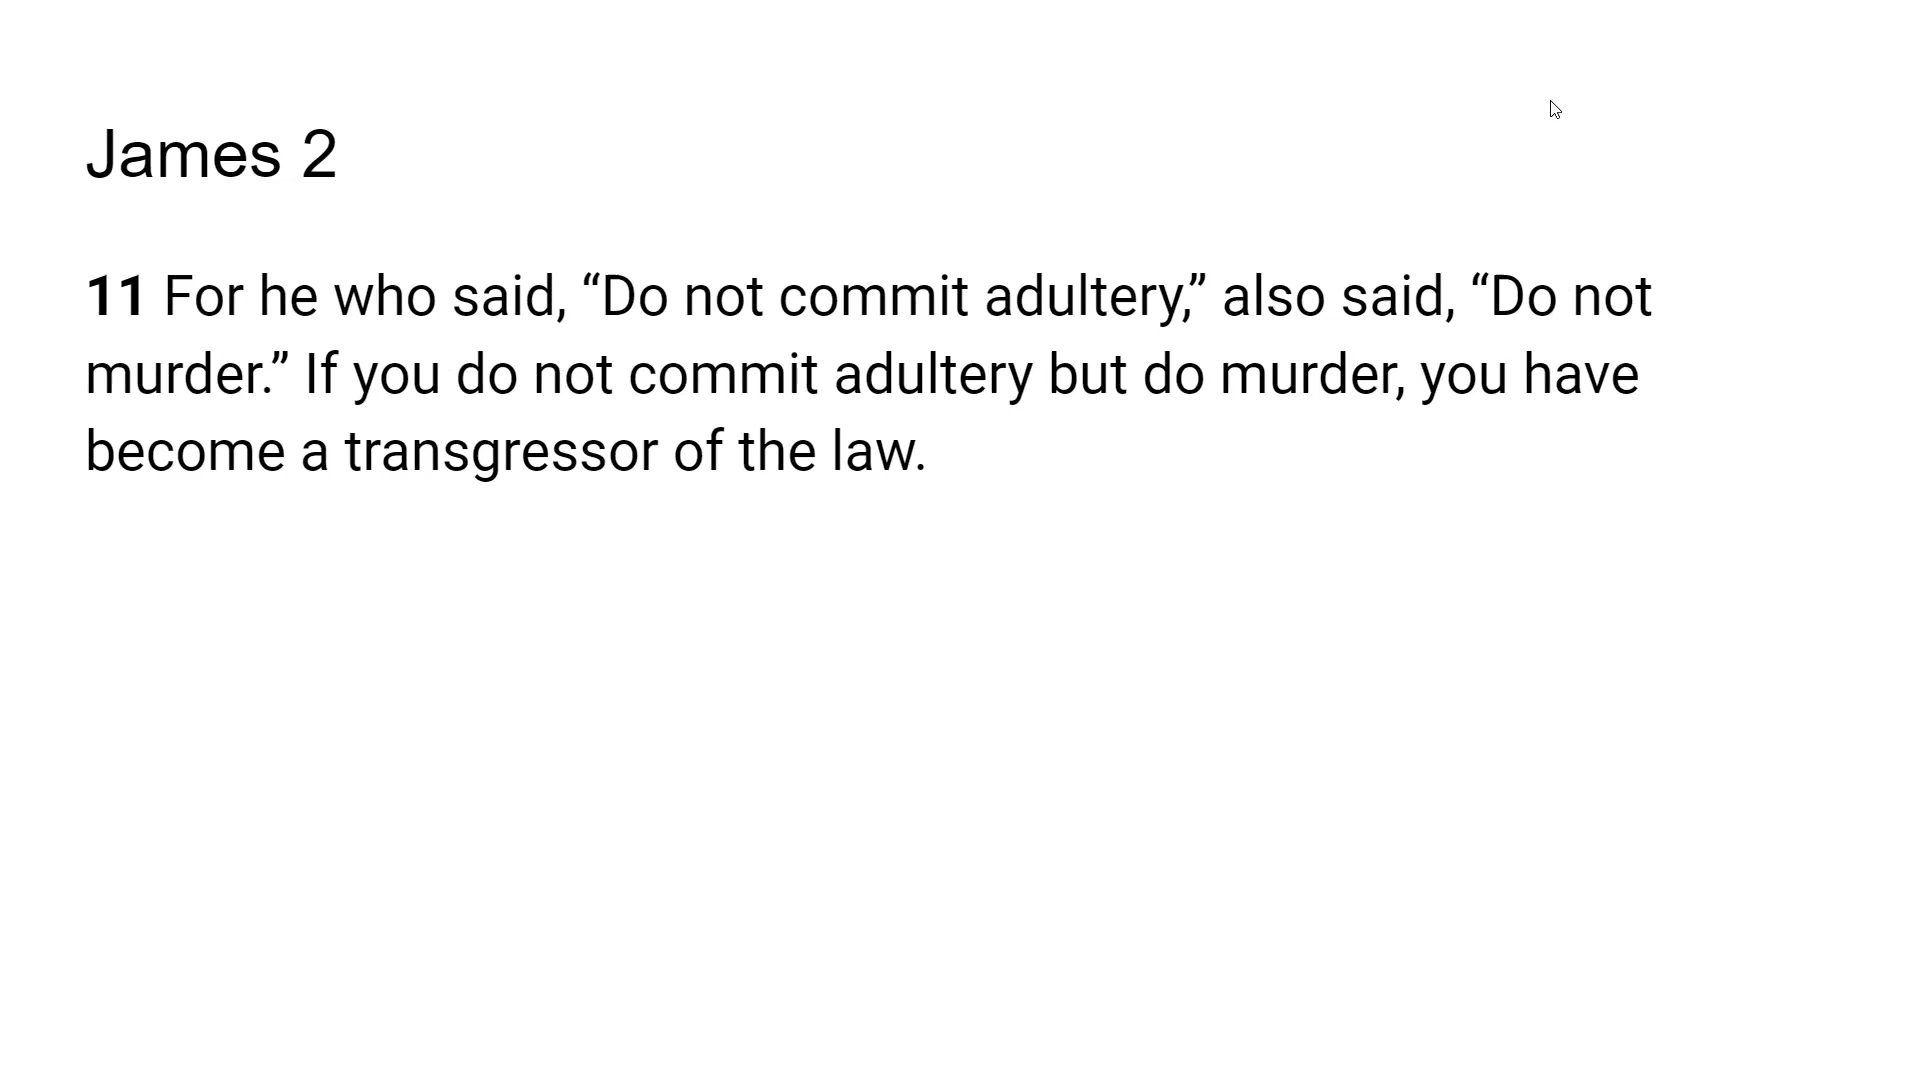 James 2
11 For he who said, “Do not commit adultery,” also said, “Do not
murder.” If you do not commit adultery but do murder, you have
become a transgressor of the law.